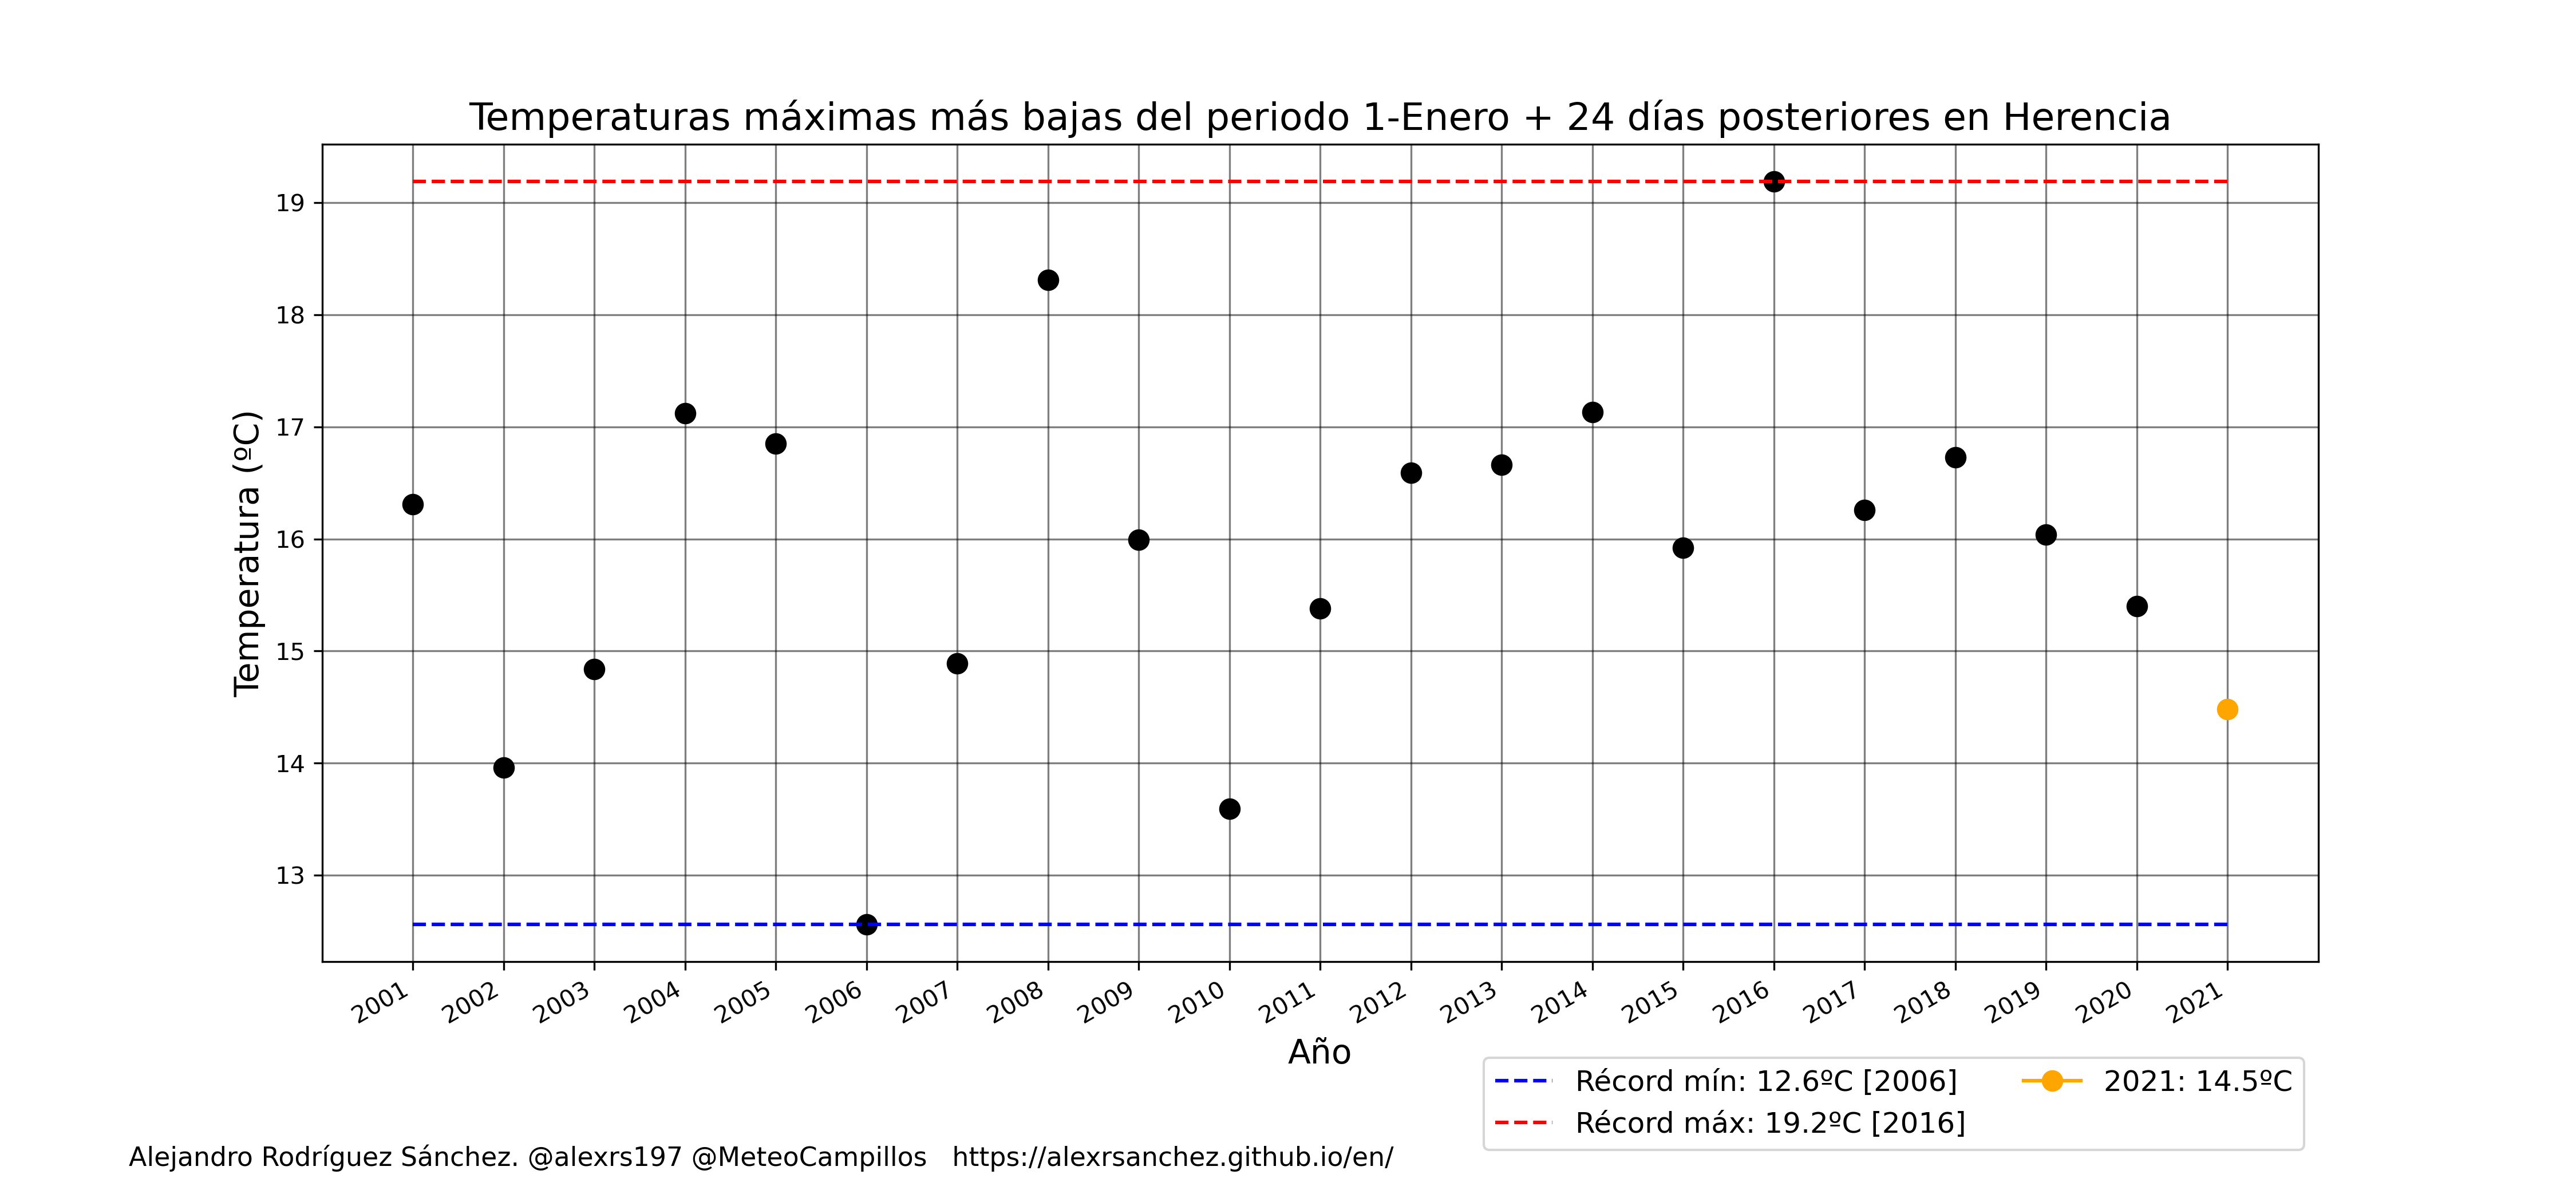 Temperaturas máximas más bajas del periodo 1-Enero + 24 días posteriores en Herencia
Temperatura (ºC)
19
18
17
16
15
14
13
2001 2002 2003 2004 2005 2006 2007 2008 2009 2010 2011 2012 2013 2014 2015 2016 2017 2018 2019 2020 2021
Año
Récord mín: 12.6ºC [2006]
Récord máx: 19.2ºC [2016]
2021: 14.5ºC
Alejandro Rodríguez Sánchez. @alexrs197 @MeteoCampillos https://alexrsanchez.github.io/en/